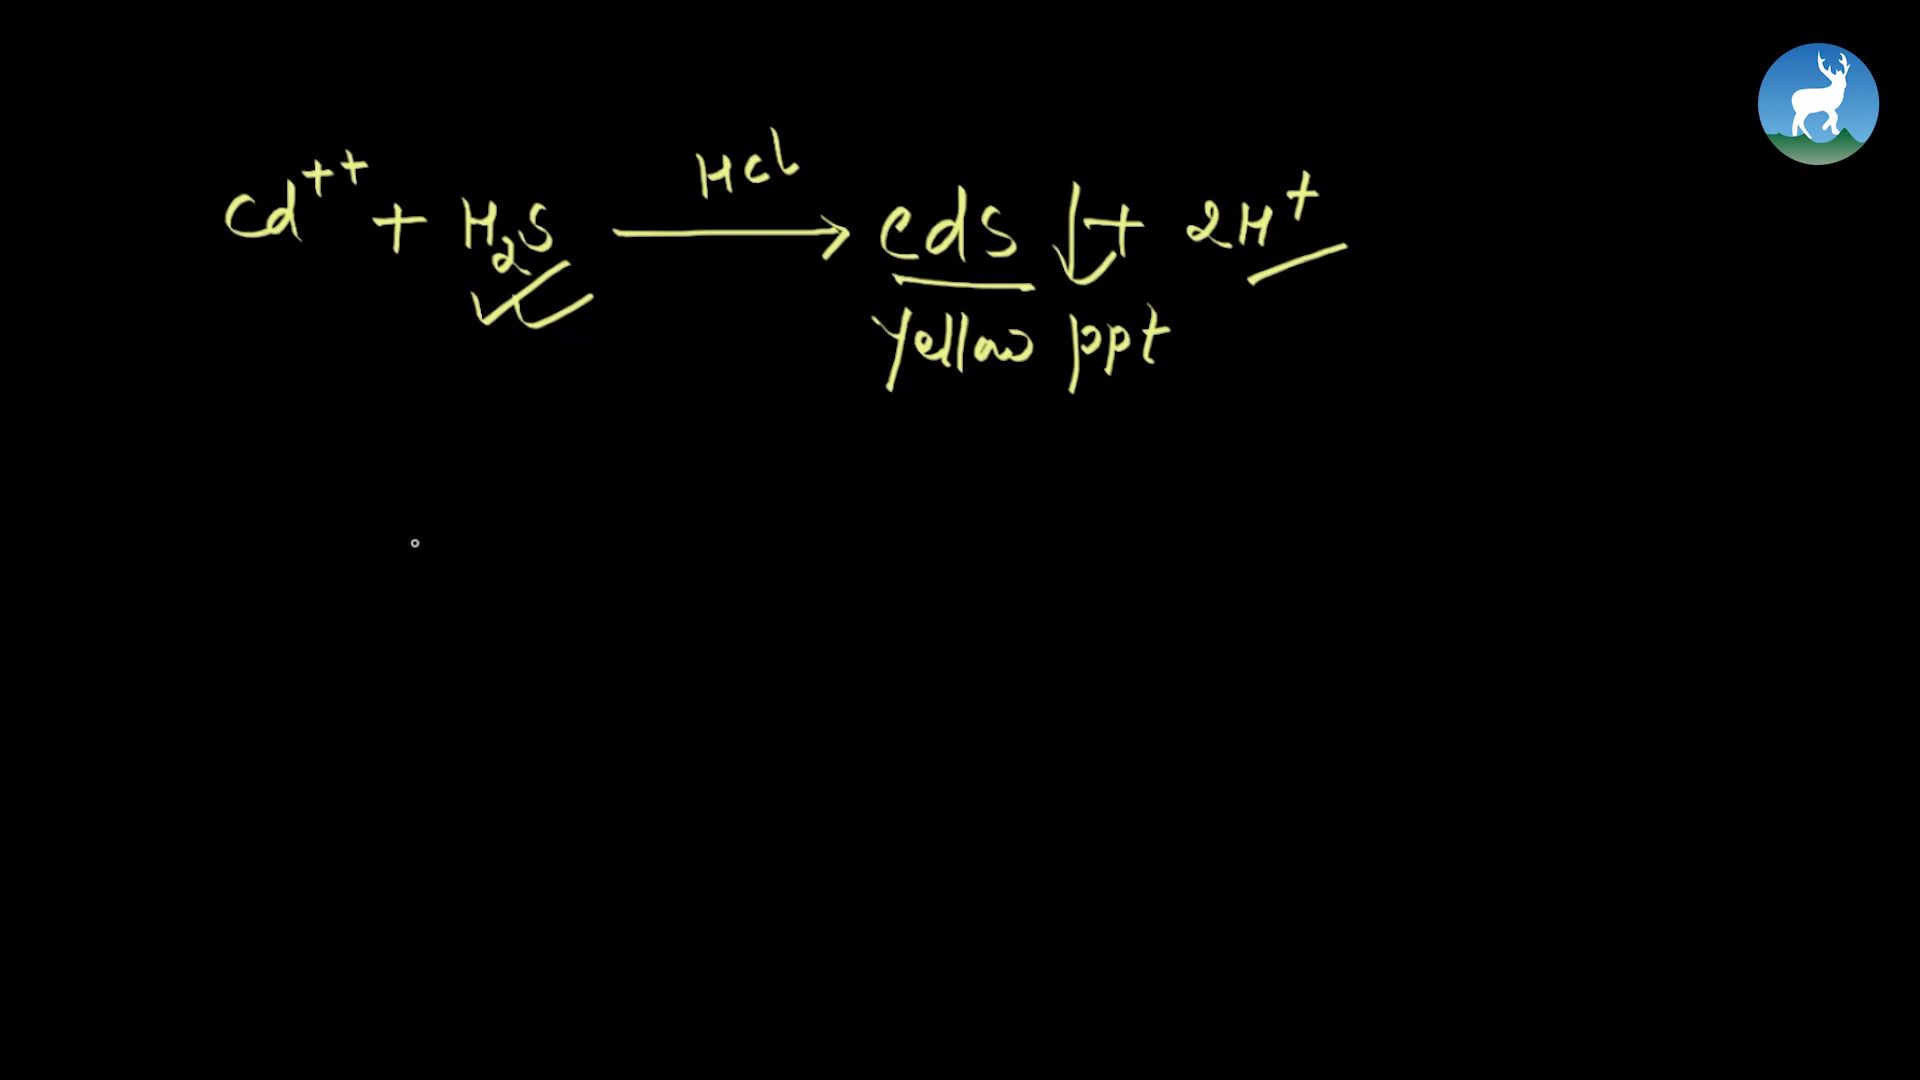 HCl
Cd⁺⁺ + H₂S ⟶ CdS ↓ + 2H⁺
Yellow ppt